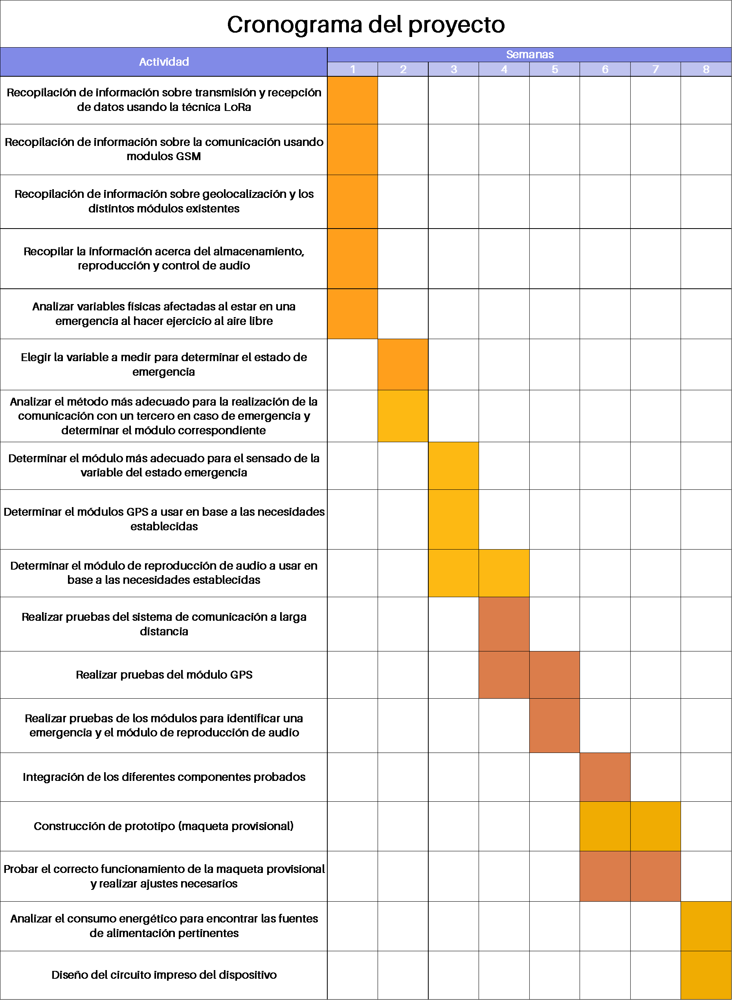 Cronograma del proyecto
Actividad
Semanas
1 2 3 4 5 6 7 8
Recopilación de información sobre transmisión y recepción
de datos usando la técnica LoRa
Recopilación de información sobre la comunicación usando
modulos GSM
Recopilación de información sobre geolocalización y los
distintos módulos existentes
Recopilar la información acerca del almacenamiento,
reproducción y control de audio
Analizar variables físicas afectadas al estar en una
emergencia al hacer ejercicio al aire libre
Elegir la variable a medir para determinar el estado de
emergencia
Analizar el método más adecuado para la realización de la
comunicación con un tercero en caso de emergencia y
determinar el módulo correspondiente
Determinar el módulo más adecuado para el sensado de la
variable del estado emergencia
Determinar el módulos GPS a usar en base a las necesidades
establecidas
Determinar el módulo de reproducción de audio a usar en
base a las necesidades establecidas
Realizar pruebas del sistema de comunicación a larga
distancia
Realizar pruebas del módulo GPS
Realizar pruebas de los módulos para identificar una
emergencia y el módulo de reproducción de audio
Integración de los diferentes componentes probados
Construcción de prototipo (maqueta provisional)
Probar el correcto funcionamiento de la maqueta provisional
y realizar ajustes necesarios
Analizar el consumo energético para encontrar las fuentes
de alimentación pertinentes
Diseño del circuito impreso del dispositivo